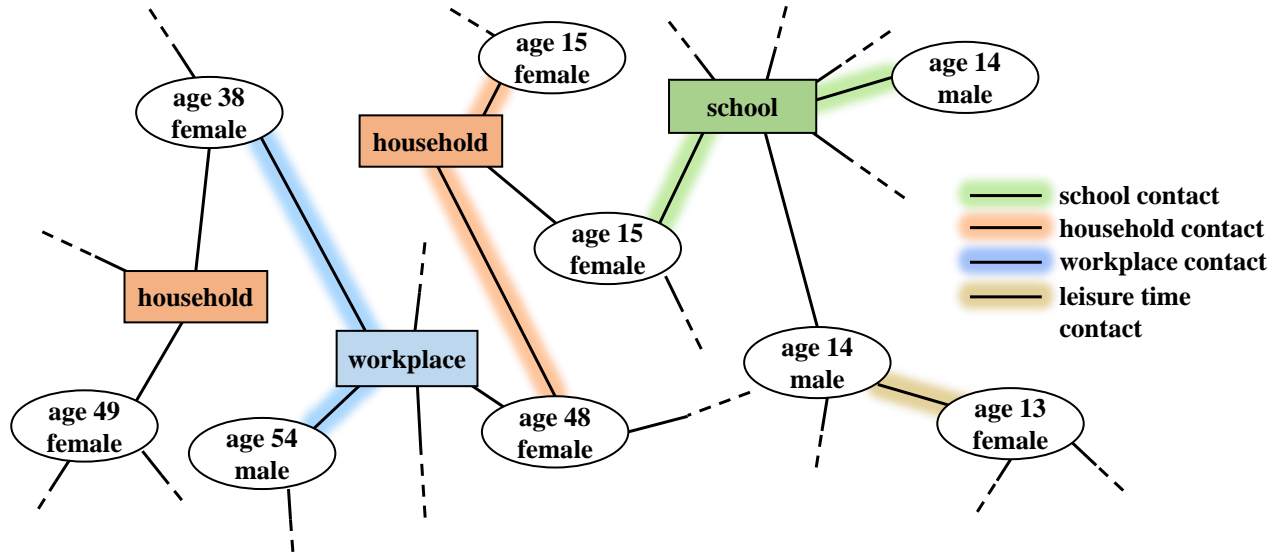 age 15
female
age 14
male
age 38
female
school
household
school contact
household contact
workplace contact
leisure time
contact
age 15
female
household
workplace
age 14
male
age 49
female
age 54
male
age 48
female
age 13
female